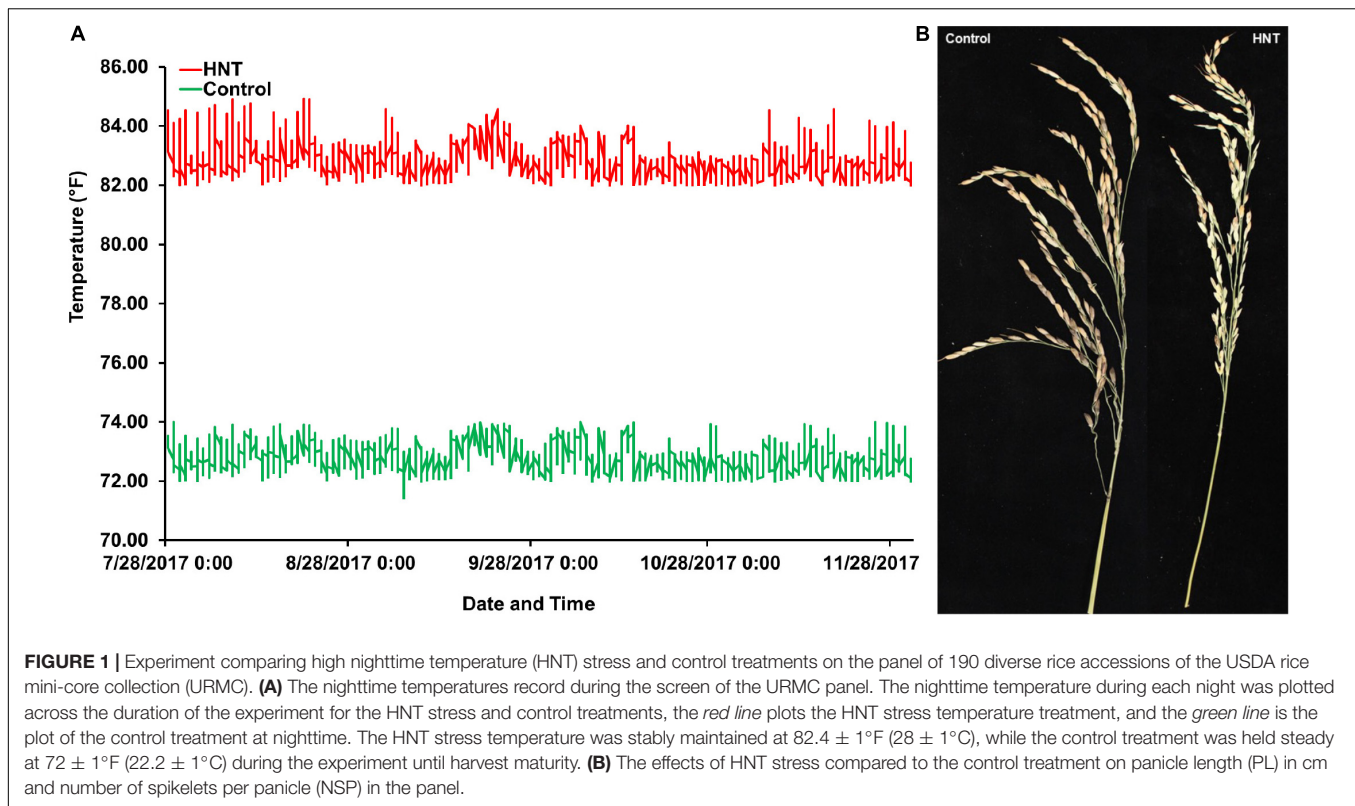 A
B
86.00
84.00
82.00
80.00
78.00
76.00
74.00
72.00
70.00
Temperature (°F)
HNT
Control
7/28/2017 0:00 8/28/2017 0:00 9/28/2017 0:00 10/28/2017 0:00 11/28/2017
Date and Time
Control HNT
FIGURE 1 | Experiment comparing high nighttime temperature (HNT) stress and control treatments on the panel of 190 diverse rice accessions of the USDA rice
mini-core collection (URMC). (A) The nighttime temperatures record during the screen of the URMC panel. The nighttime temperature during each night was plotted
across the duration of the experiment for the HNT stress and control treatments, the red line plots the HNT stress temperature treatment, and the green line is the
plot of the control treatment at nighttime. The HNT stress temperature was stably maintained at 82.4 ± 1°F (28 ± 1°C), while the control treatment was held steady
at 72 ± 1°F (22.2 ± 1°C) during the experiment until harvest maturity. (B) The effects of HNT stress compared to the control treatment on panicle length (PL) in cm
and number of spikelets per panicle (NSP) in the panel.